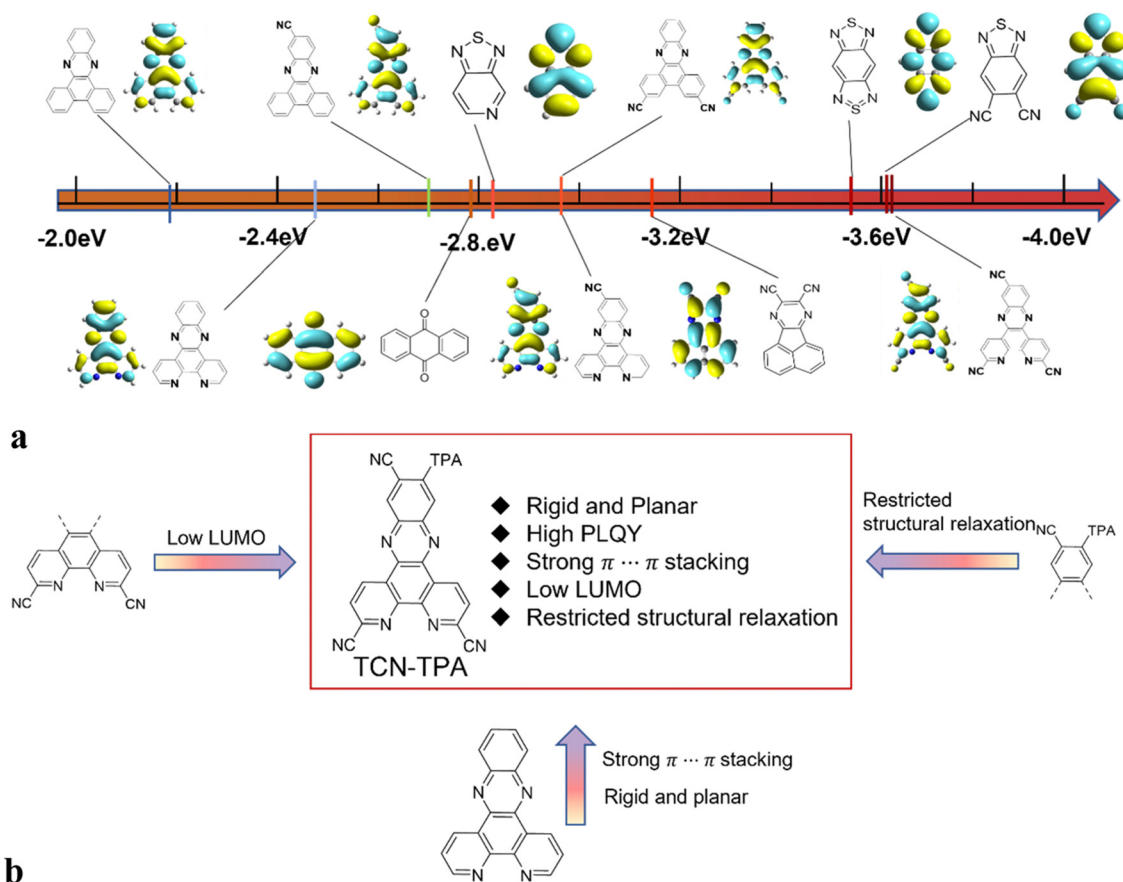 CN
N
N
N
N
N
S
N
N
N
N
N
NC
CN
N
S
N
N
S
N
N
S
N
NC
CN
-2.0eV
-2.4eV
-2.8.eV
-3.2eV
-3.6eV
-4.0eV
N
N
N
N
O
O
NC
N
N
N
N
NC
CN
N
N
NC
N
N
N
N
NC
CN
a
NC
TPA
N
N
N
N
NC
CN
TCN-TPA
◆ Rigid and Planar
◆ High PLQY
◆ Strong π ⋯ π stacking
◆ Low LUMO
◆ Restricted structural relaxation
Low LUMO
N
N
NC
CN
Restricted
structural relaxation
NC
TPA
N
N
N
N
Strong π ⋯ π stacking
Rigid and planar
b